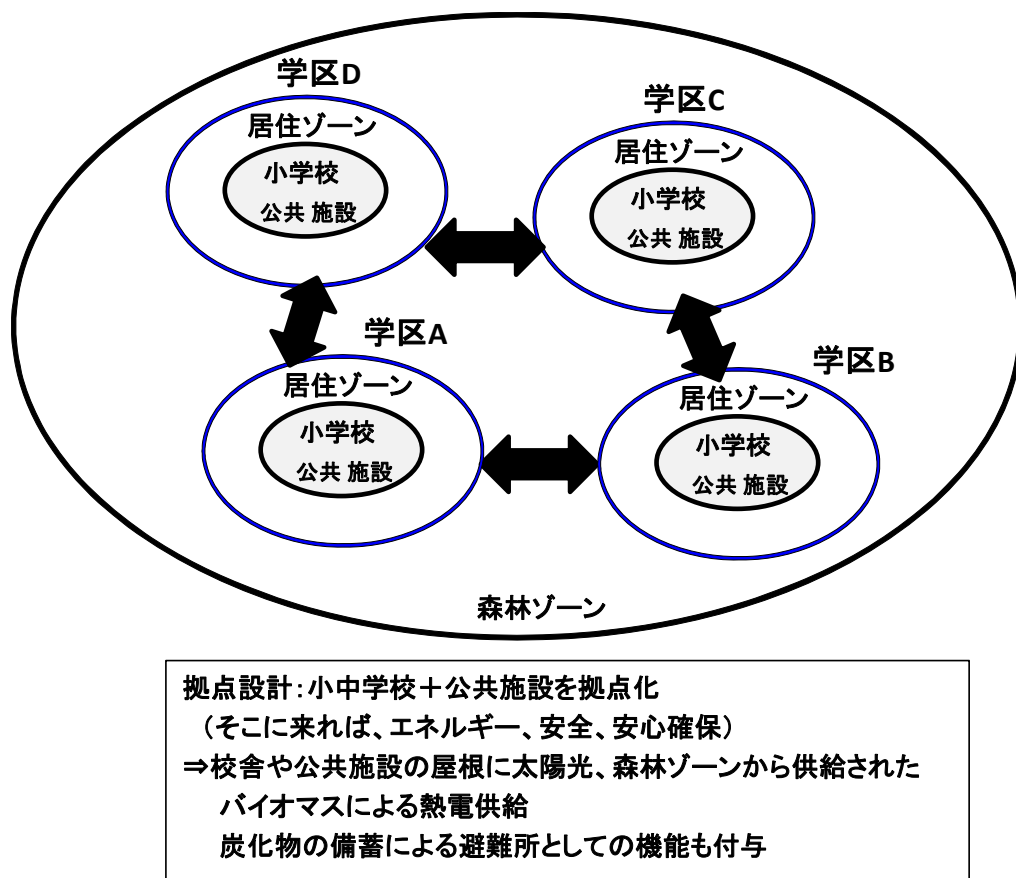 学区D
居住ゾーン
小学校
公共 施設
学区C
居住ゾーン
小学校
公共 施設
学区A
居住ゾーン
小学校
公共 施設
学区B
居住ゾーン
小学校
公共 施設
森林ゾーン
拠点設計：小中学校＋公共施設を拠点化
（そこに来れば、エネルギー、安全、安心確保）
⇒校舎や公共施設の屋根に太陽光、森林ゾーンから供給された
バイオマスによる熱電供給
炭化物の備蓄による避難所としての機能も付与